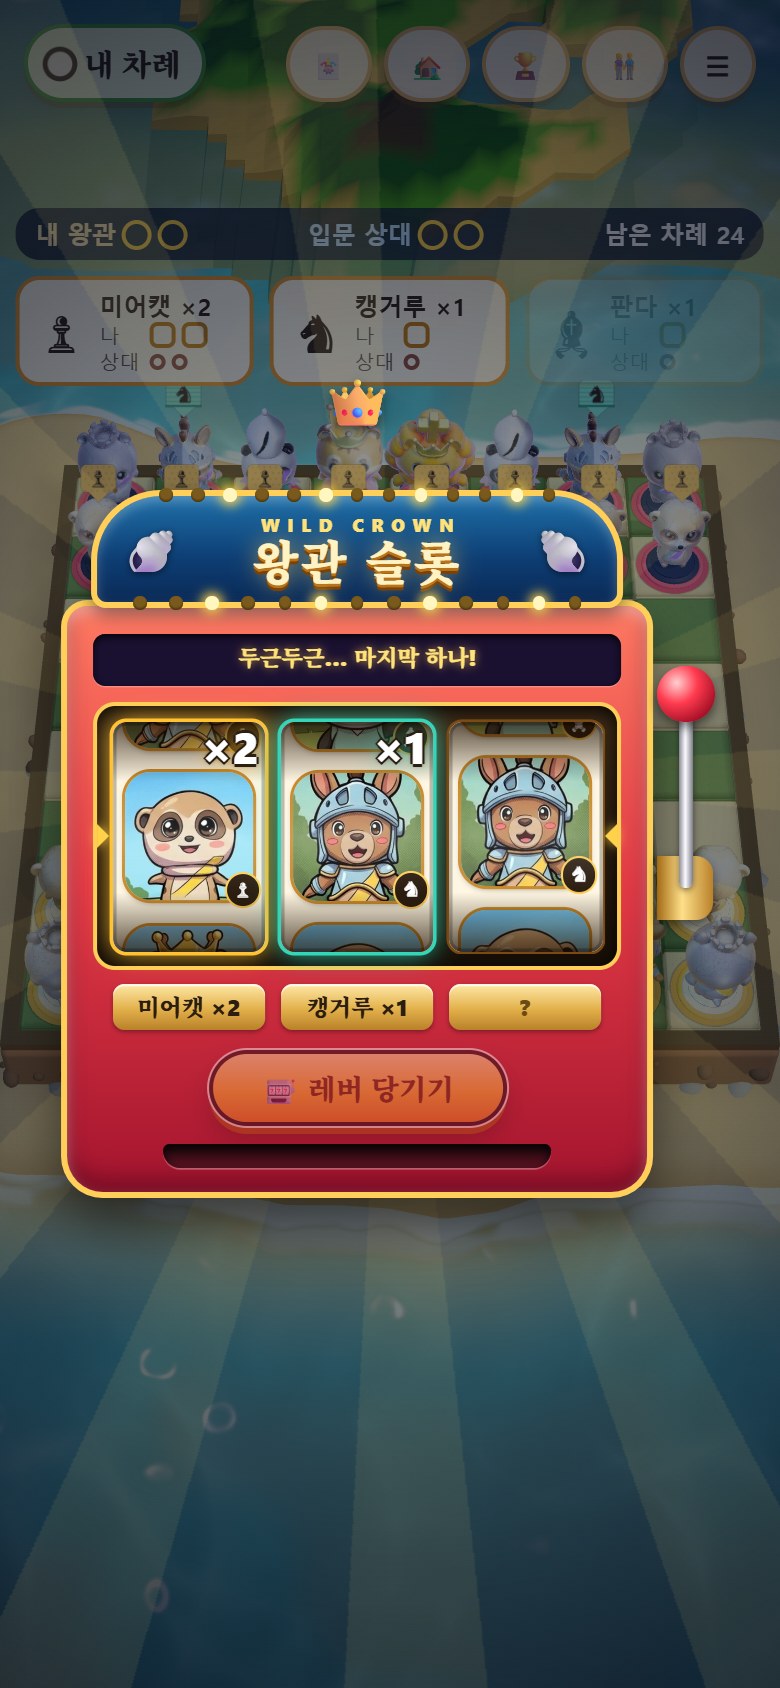 내 차례
내 왕관
입문 상대
남은 차례 24
미어캣 ×2
나
상대
캥거루 ×1
나
상대
판다 ×1
나
상대
WILD CROWN
왕관 슬롯
두근두근... 마지막 하나!
×2
×1
미어캣 ×2
캥거루 ×1
?
레버 당기기